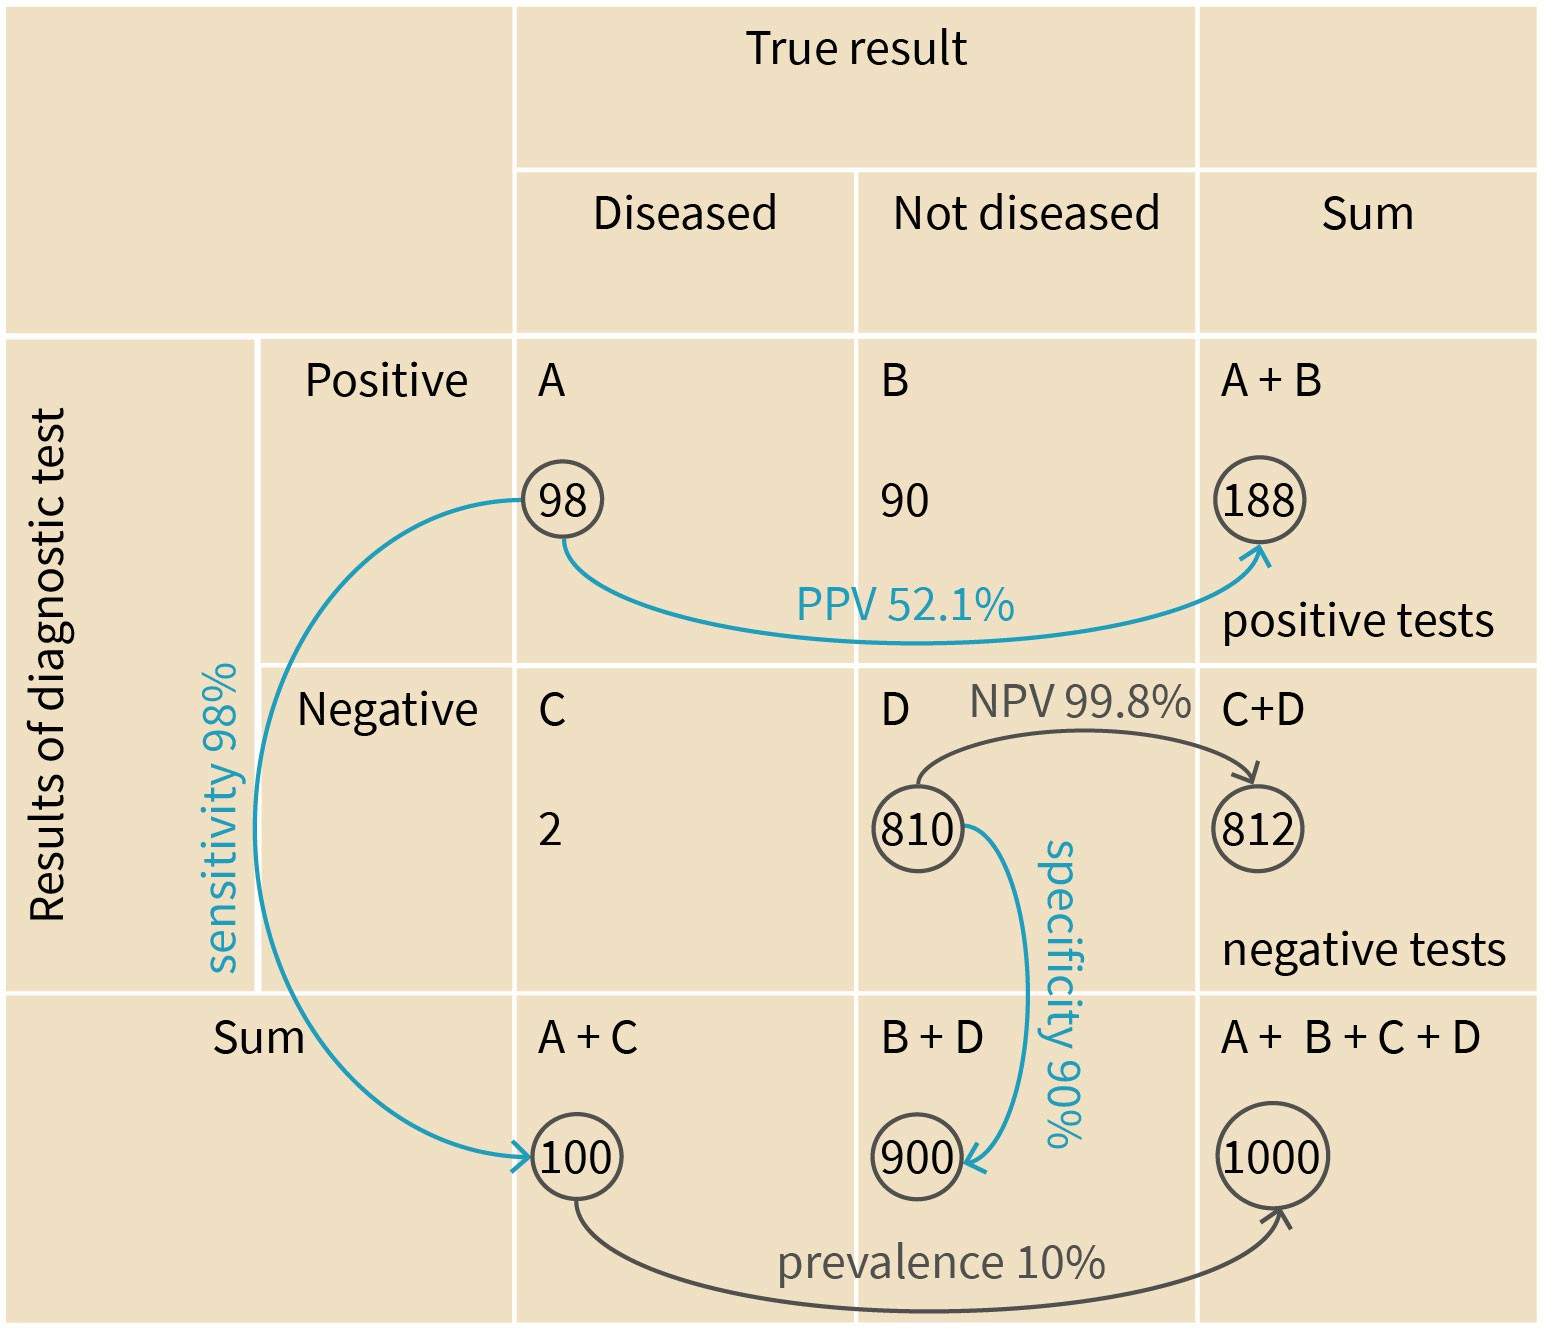 True result
Diseased
Not diseased
Sum
Results of diagnostic test
Positive
A
B
A + B
98
90
188
PPV 52.1%
positive tests
sensitivity 98%
Negative
C
D
NPV 99.8%
C+D
2
810
812
specificity 90%
negative tests
Sum
A + C
B + D
A + B + C + D
100
900
1000
prevalence 10%